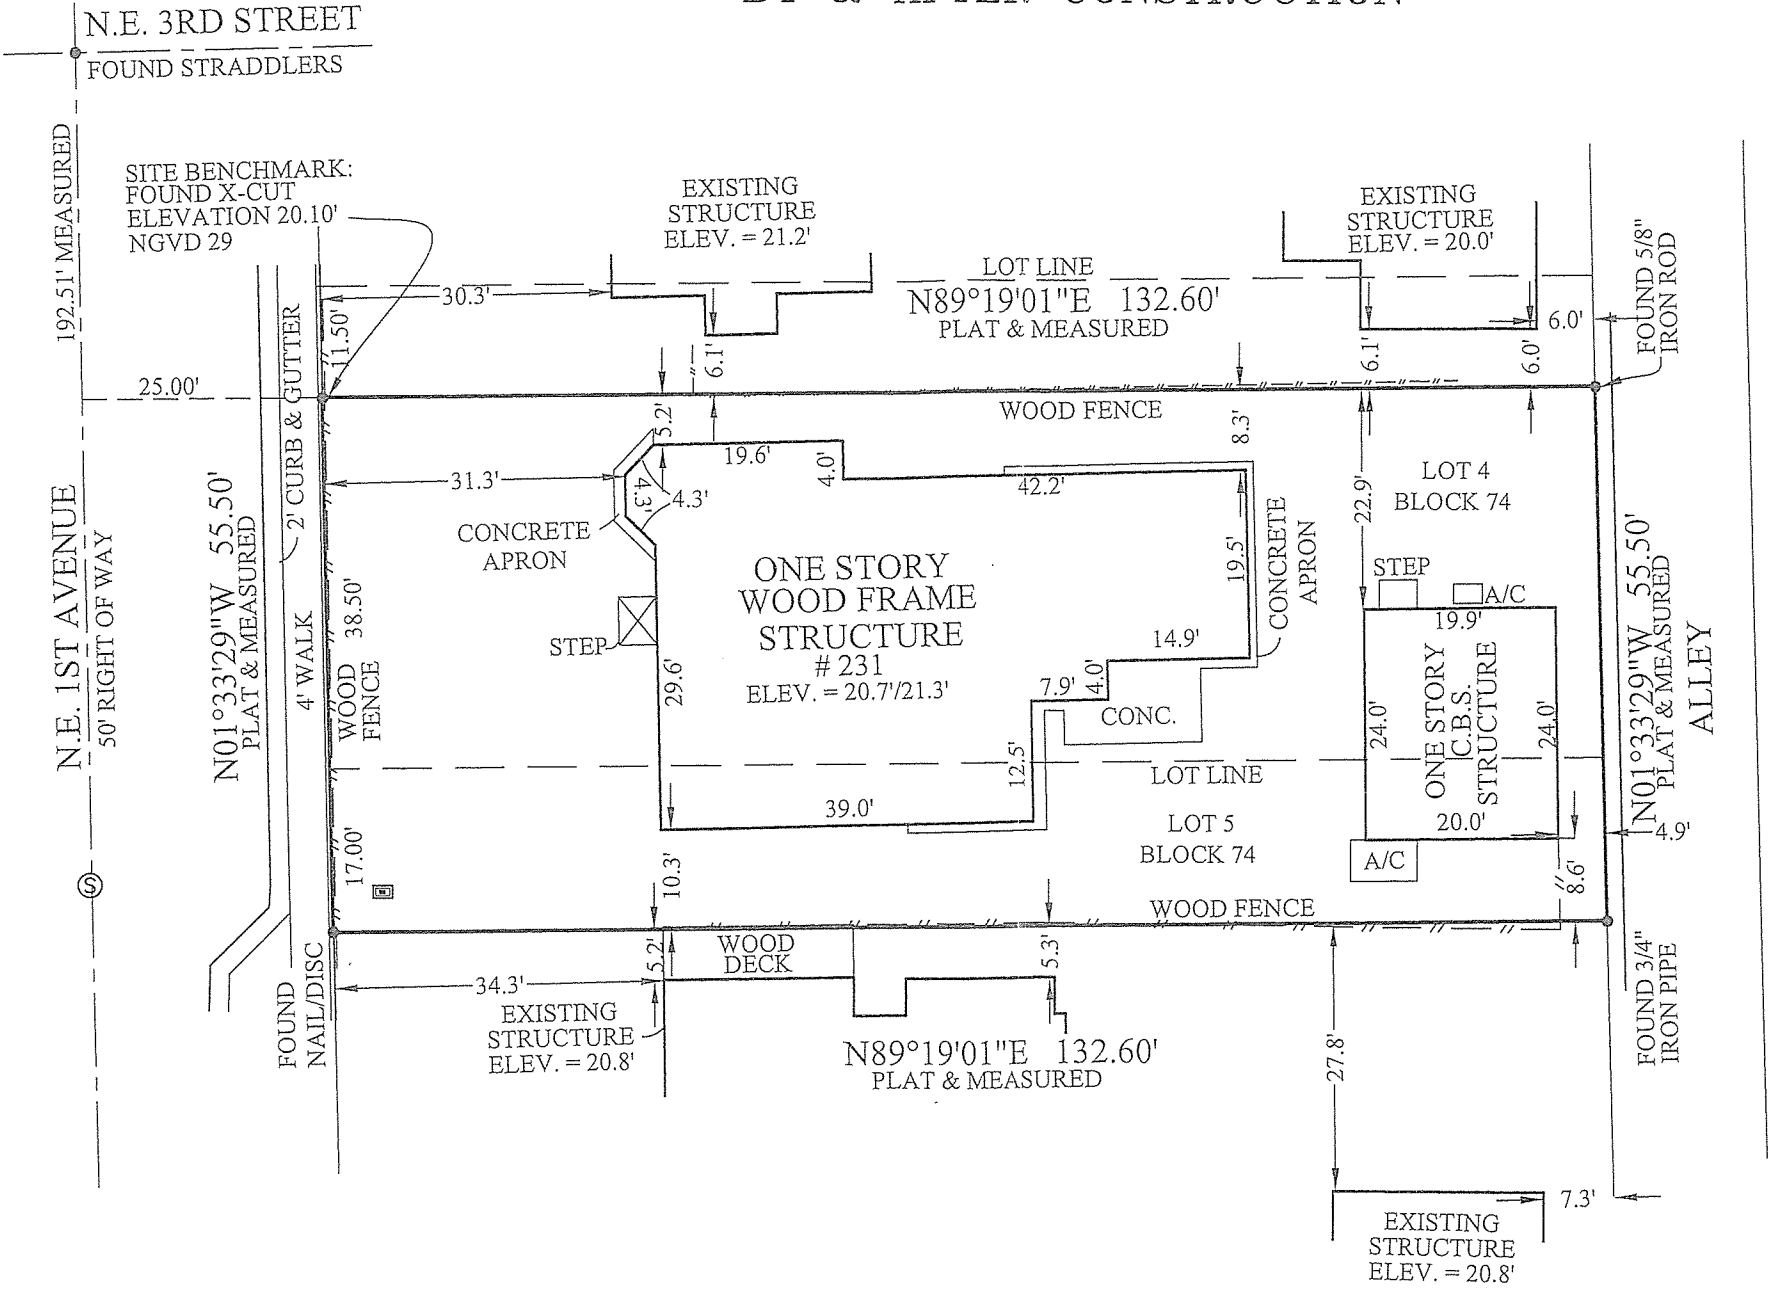 BY & AFTER CONSTRUCTION
N.E. 3RD STREET
FOUND STRADDLERS
192.51' MEASURED
SITE BENCHMARK:
FOUND X-CUT
ELEVATION 20.10'
NGVD 29
EXISTING
STRUCTURE
ELEV. = 21.2'
EXISTING
STRUCTURE
ELEV. = 20.0'
FOUND 5/8"
IRON ROD
LOT LINE
N89°19'01"E 132.60'
PLAT & MEASURED
30.3'
11.50'
6.1'
6.1'
6.0'
6.0'
25.00'
2' CURB & GUTTER
WOOD FENCE
5.2'
8.3'
19.6'
4.0'
42.2'
31.3'
4.3'
4.3'
CONCRETE
APRON
22.9'
LOT 4
BLOCK 74
19.5'
CONCRETE
APRON
N.E. 1ST AVENUE
50' RIGHT OF WAY
N01°33'29"W 55.50'
PLAT & MEASURED
4' WALK
38.50'
WOOD
FENCE
ONE STORY
WOOD FRAME
STRUCTURE
# 231
ELEV. = 20.7'/21.3'
STEP
29.6'
14.9'
4.0'
7.9'
CONC.
12.5'
STEP
A/C
19.9'
ONE STORY
C.B.S.
STRUCTURE
24.0'
24.0'
20.0'
A/C
N01°33'29"W 55.50'
PLAT & MEASURED
ALLEY
LOT LINE
39.0'
LOT 5
BLOCK 74
4.9'
8.6'
17.00'
S
10.3'
WOOD FENCE
WOOD
DECK
5.2'
5.3'
34.3'
FOUND
NAIL/DISC
EXISTING
STRUCTURE
ELEV. = 20.8'
N89°19'01"E 132.60'
PLAT & MEASURED
27.8'
FOUND 3/4"
IRON PIPE
7.3'
EXISTING
STRUCTURE
ELEV. = 20.8'